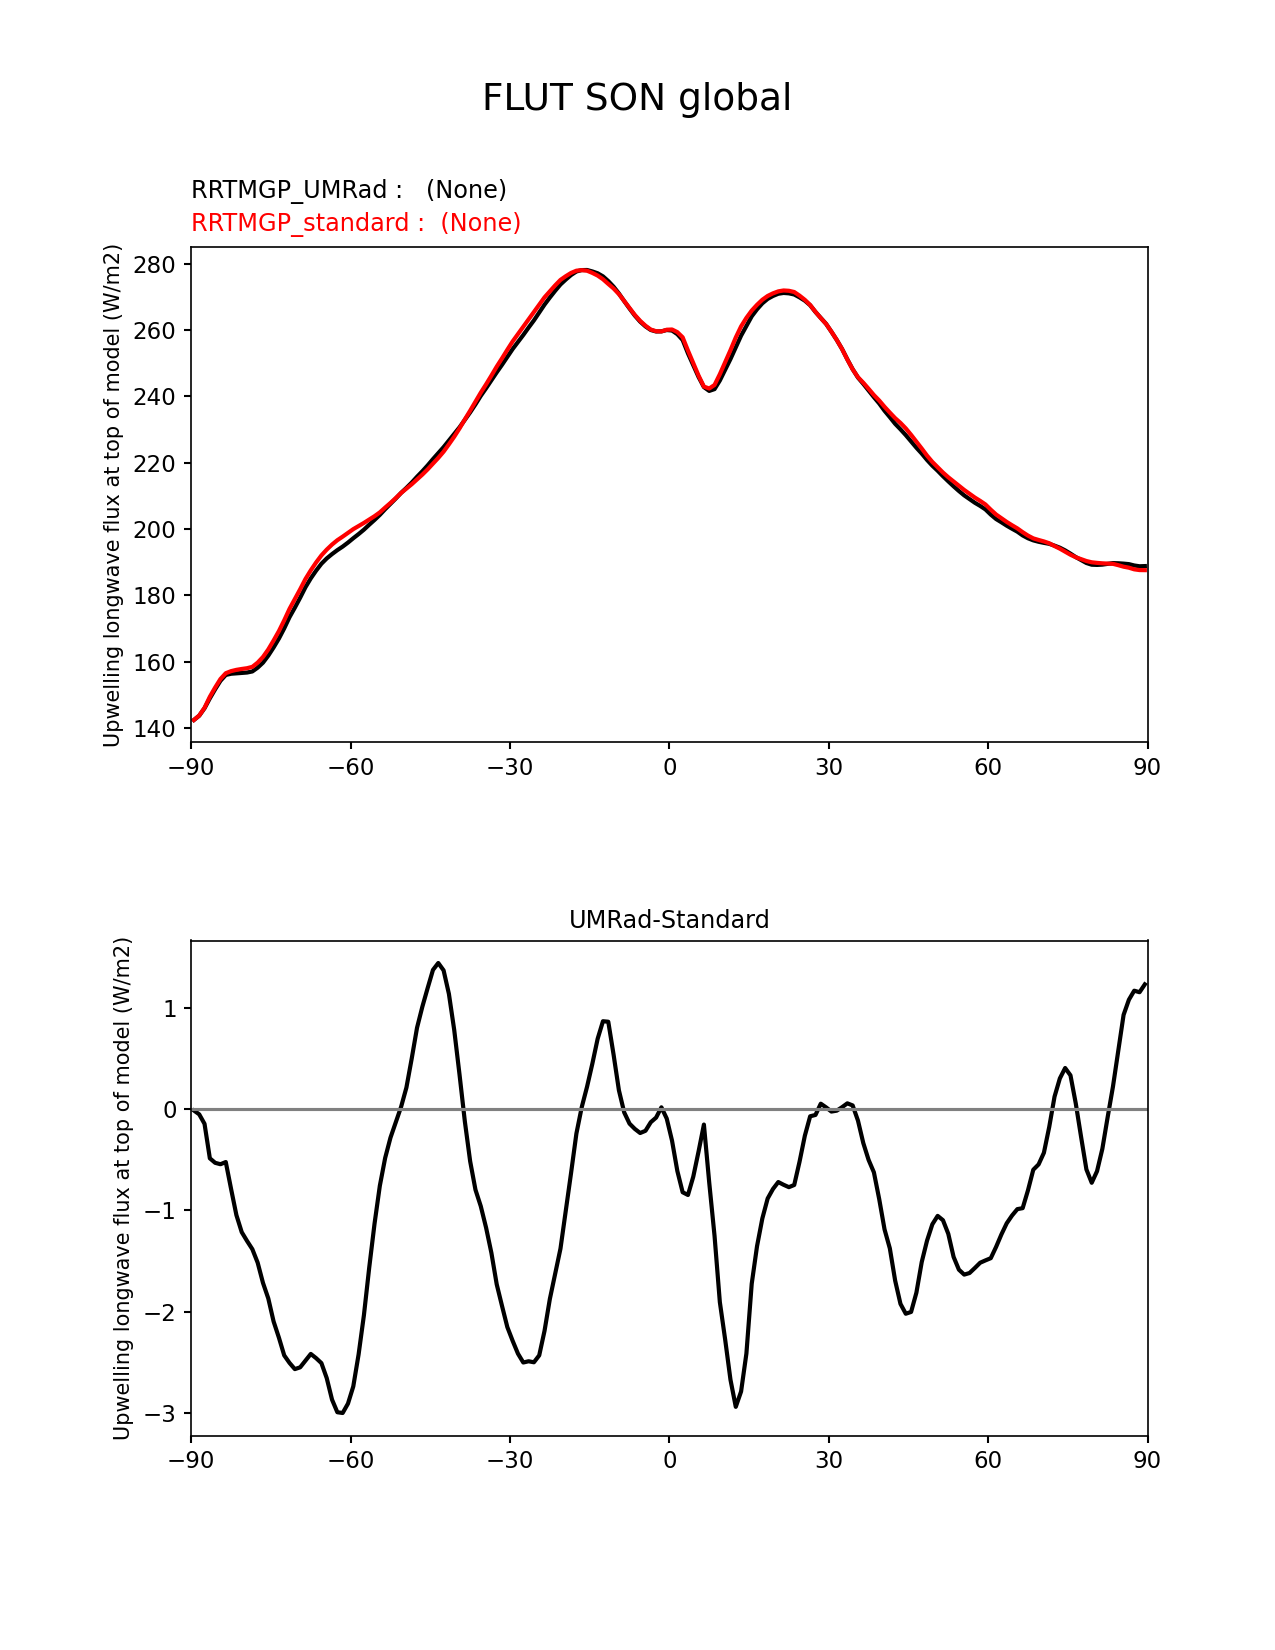 FLUT SON global
RRTMGP_UMRad :   (None)
RRTMGP_standard :  (None)
Upwelling longwave flux at top of model (W/m2)
280
260
240
220
200
180
160
140
−90 −60 −30 0 30 60 90
UMRad-Standard
Upwelling longwave flux at top of model (W/m2)
1
0
−1
−2
−3
−90 −60 −30 0 30 60 90